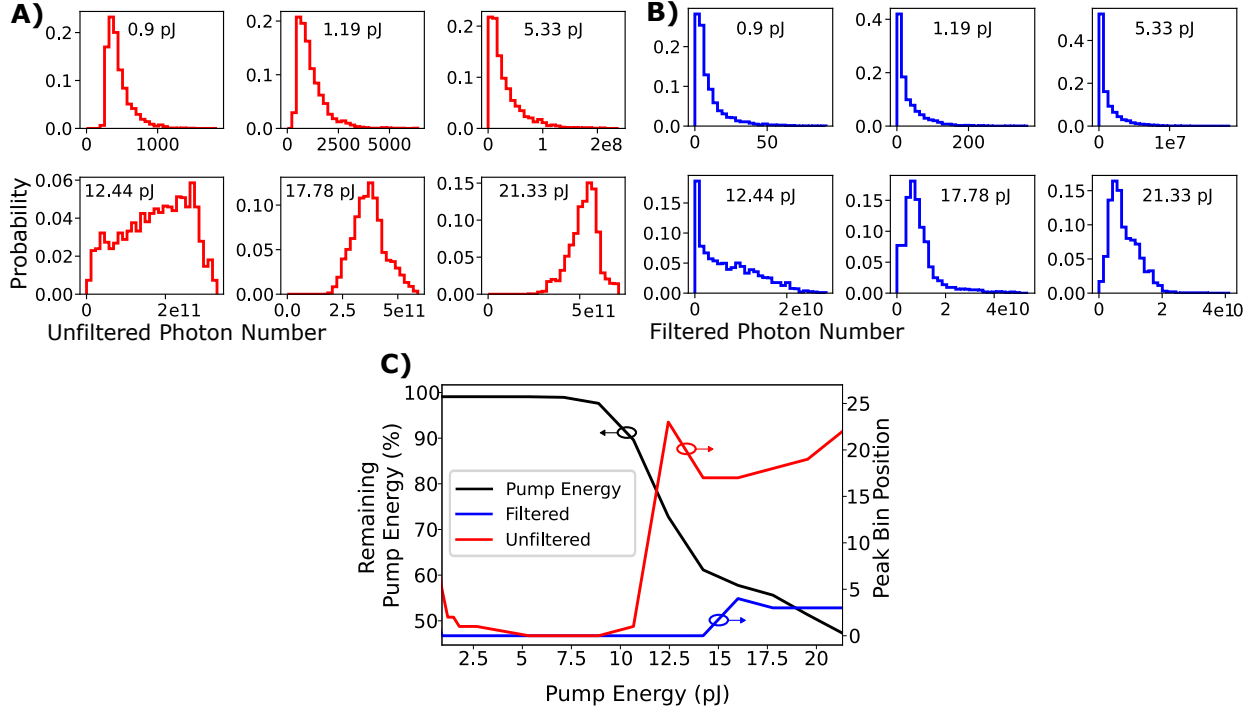 A)
0.9 pJ
1.19 pJ
5.33 pJ
0.2
0.1
0.0
1000
0.2
0.1
0.0
0
2500
5000
0.2
0.1
0.0
0
1
2e8
12.44 pJ
17.78 pJ
21.33 pJ
0.06
0.04
0.02
0.00
0
2e11
0.10
0.05
0.00
2.5
5e11
0.15
0.10
0.05
0.00
0
5e11
Probability
Unfiltered Photon Number
B)
0.9 pJ
1.19 pJ
5.33 pJ
0.2
0.1
0.0
0
50
0.4
0.2
0.0
0
200
0.4
0.2
0.0
0
1e7
12.44 pJ
17.78 pJ
21.33 pJ
0.15
0.10
0.05
0.00
0
2e10
0.15
0.10
0.05
0.00
0
2
4e10
0.15
0.10
0.05
0.00
0
2
4e10
Filtered Photon Number
C)
100
90
80
70
60
50
Remaining
Pump Energy (%)
Pump Energy
Filtered
Unfiltered
25
20
15
10
5
0
Peak Bin Position
2.5
5
7.5
10
12.5
15
17.5
20
Pump Energy (pJ)